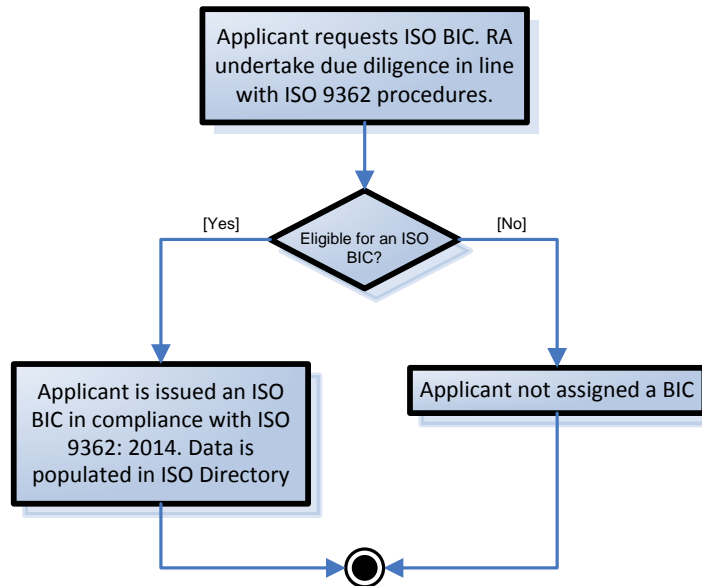 Applicant requests ISO BIC. RA
undertake due diligence in line
with ISO 9362 procedures.
[Yes]
[No]
Eligible for an ISO
BIC?
Applicant is issued an ISO
BIC in compliance with ISO
9362: 2014. Data is
populated in ISO Directory
Applicant not assigned a BIC